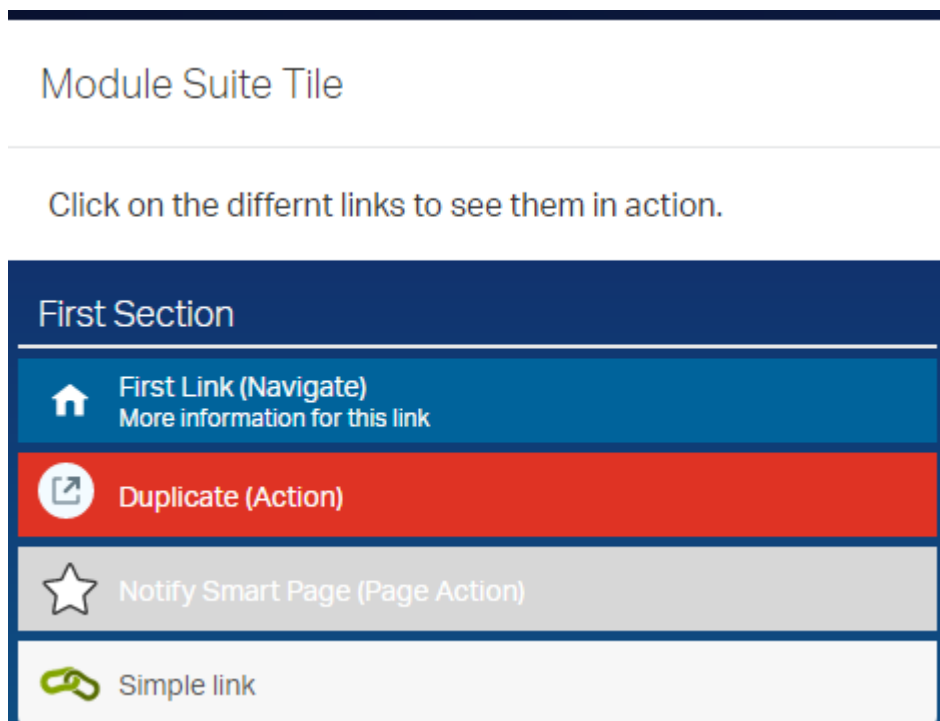 Module Suite Tile
Click on the differnt links to see them in action.
First Section
First Link (Navigate)
More information for this link
Duplicate (Action)
Notify Smart Page (Page Action)
Simple link